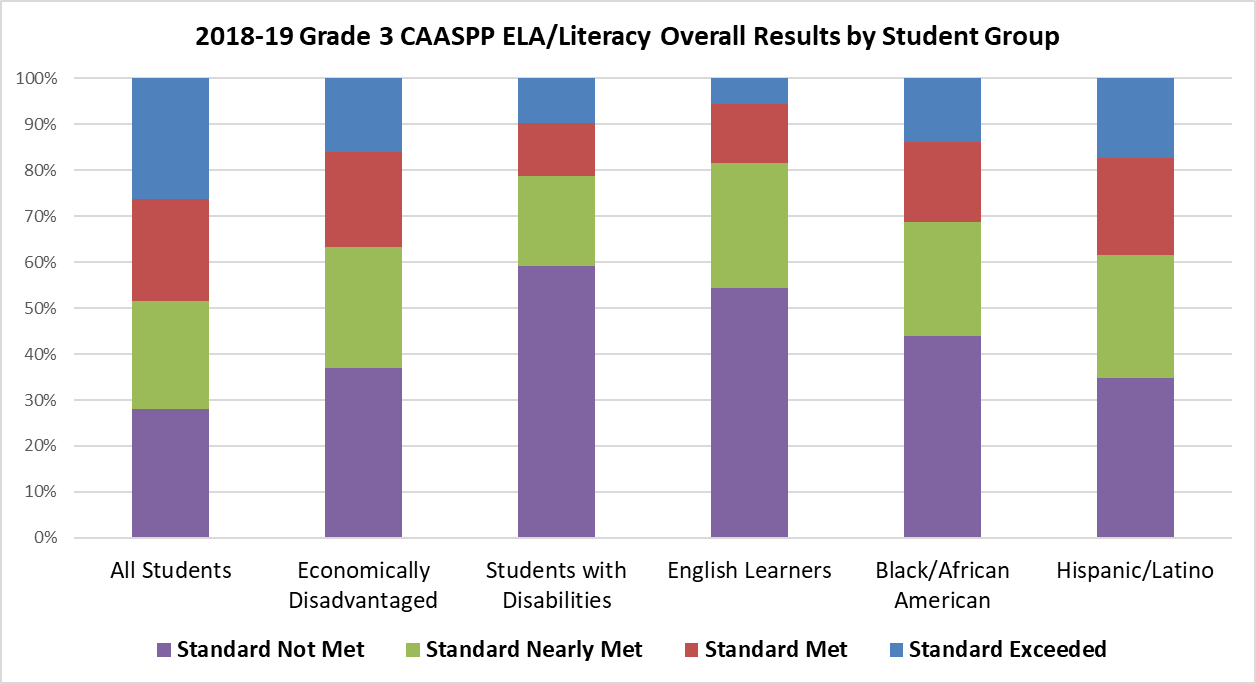 2018-19 Grade 3 CAASPP ELA/Literacy Overall Results by Student Group
100%
90%
80%
70%
60%
50%
40%
30%
20%
10%
0%
All Students
Economically
Disadvantaged
Students with
Disabilities
English Learners
Black/African
American
Hispanic/Latino
Standard Not Met
Standard Nearly Met
Standard Met
Standard Exceeded